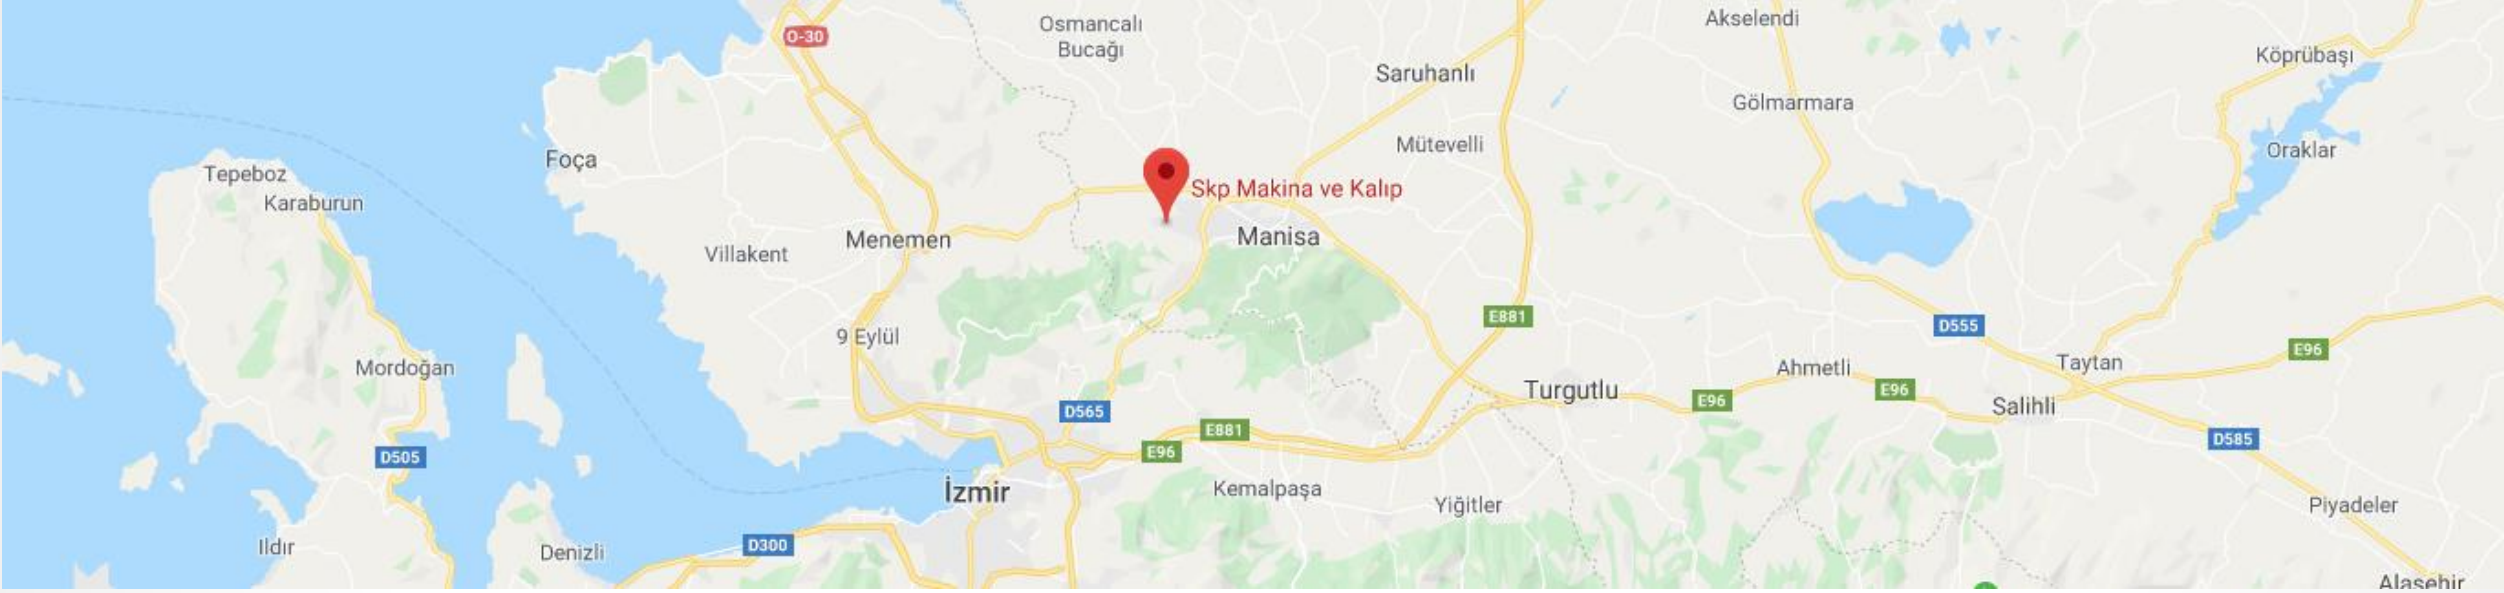 Osmancalı
Bucağı
Akselendi
O-30
Köprübaşı
Saruhanlı
Gölmarmara
Mütevelli
Oraklar
Foça
Tepeboz
Karaburun
Skp Makina ve Kalıp
Manisa
Menemen
Villakent
E881
D555
9 Eylül
E96
Taytan
Mordoğan
Ahmetli
Turgutlu
E96
E96
Salihli
D565
E881
D585
E96
D505
Kemalpaşa
İzmir
Yiğitler
Piyadeler
D300
Ildır
Denizli
Alaşehir